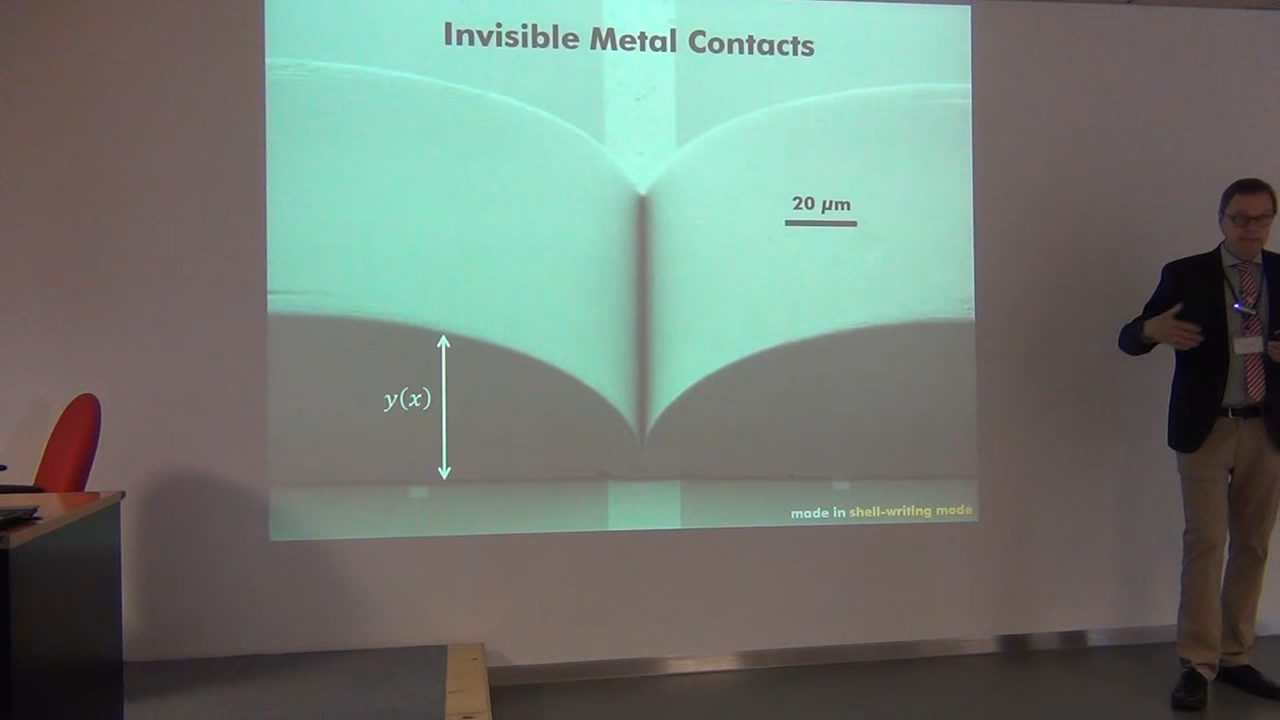 Invisible Metal Contacts
20 µm
y(x)
made in shell-writing mode